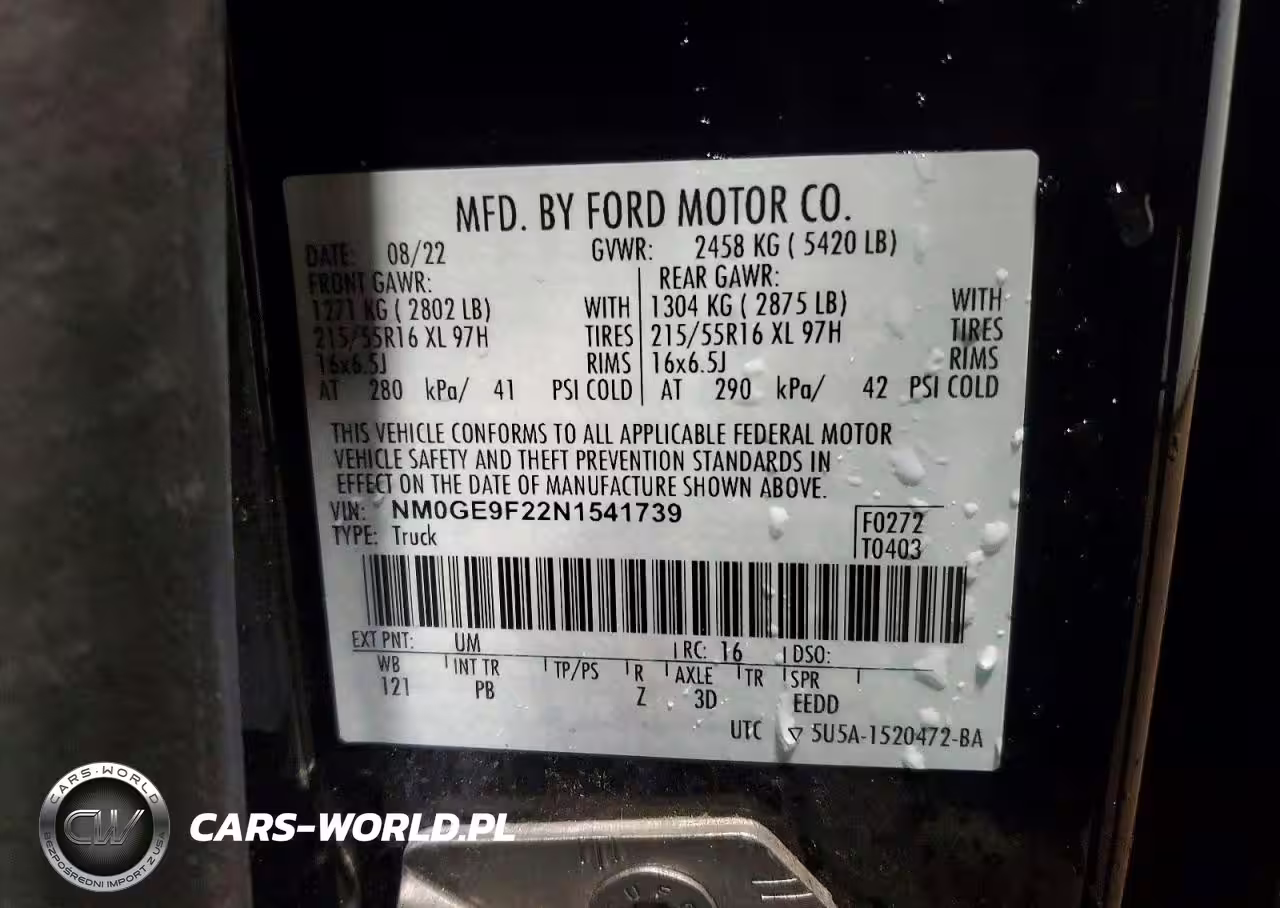 MFD. BY FORD MOTOR CO.
DATE: 08/22 GVWR: 2458 KG ( 5420 LB)
FRONT GAWR: REAR GAWR:
1271 KG ( 2802 LB) WITH 1304 KG ( 2875 LB) WITH
215/55R16 XL 97H TIRES 215/55R16 XL 97H TIRES
16x6.5J RIMS 16x6.5J RIMS
AT 280 kPa/ 41 PSI COLD AT 290 kPa/ 42 PSI COLD
THIS VEHICLE CONFORMS TO ALL APPLICABLE FEDERAL MOTOR
VEHICLE SAFETY AND THEFT PREVENTION STANDARDS IN
EFFECT ON THE DATE OF MANUFACTURE SHOWN ABOVE.
VIN: NM0GE9F22N1541739
TYPE: Truck
F0272
T0403
EXT PNT: UM RC: 16 DSO:
WB INT TR TP/PS R AXLE TR SPR
121 PB Z 3D EEDD
UTC ▽ 5U5A-1520472-BA
CARS-WORLD
CW
BEZPOŚREDNI IMPORT Z USA
CARS-WORLD.PL